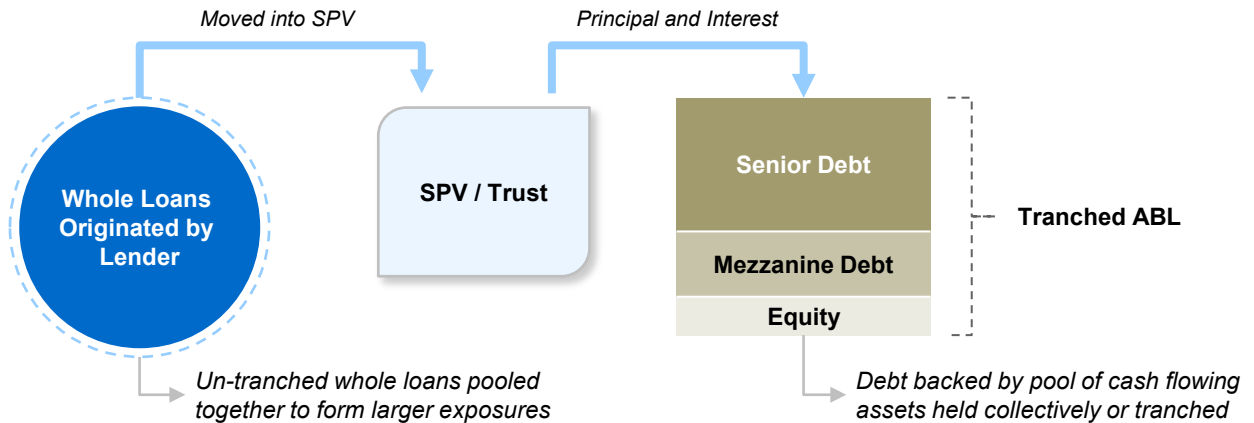 Moved into SPV
Principal and Interest
Whole Loans
Originated by
Lender
SPV / Trust
Senior Debt
Mezzanine Debt
Equity
Tranched ABL
Un-tranched whole loans pooled
together to form larger exposures
Debt backed by pool of cash flowing
assets held collectively or tranched